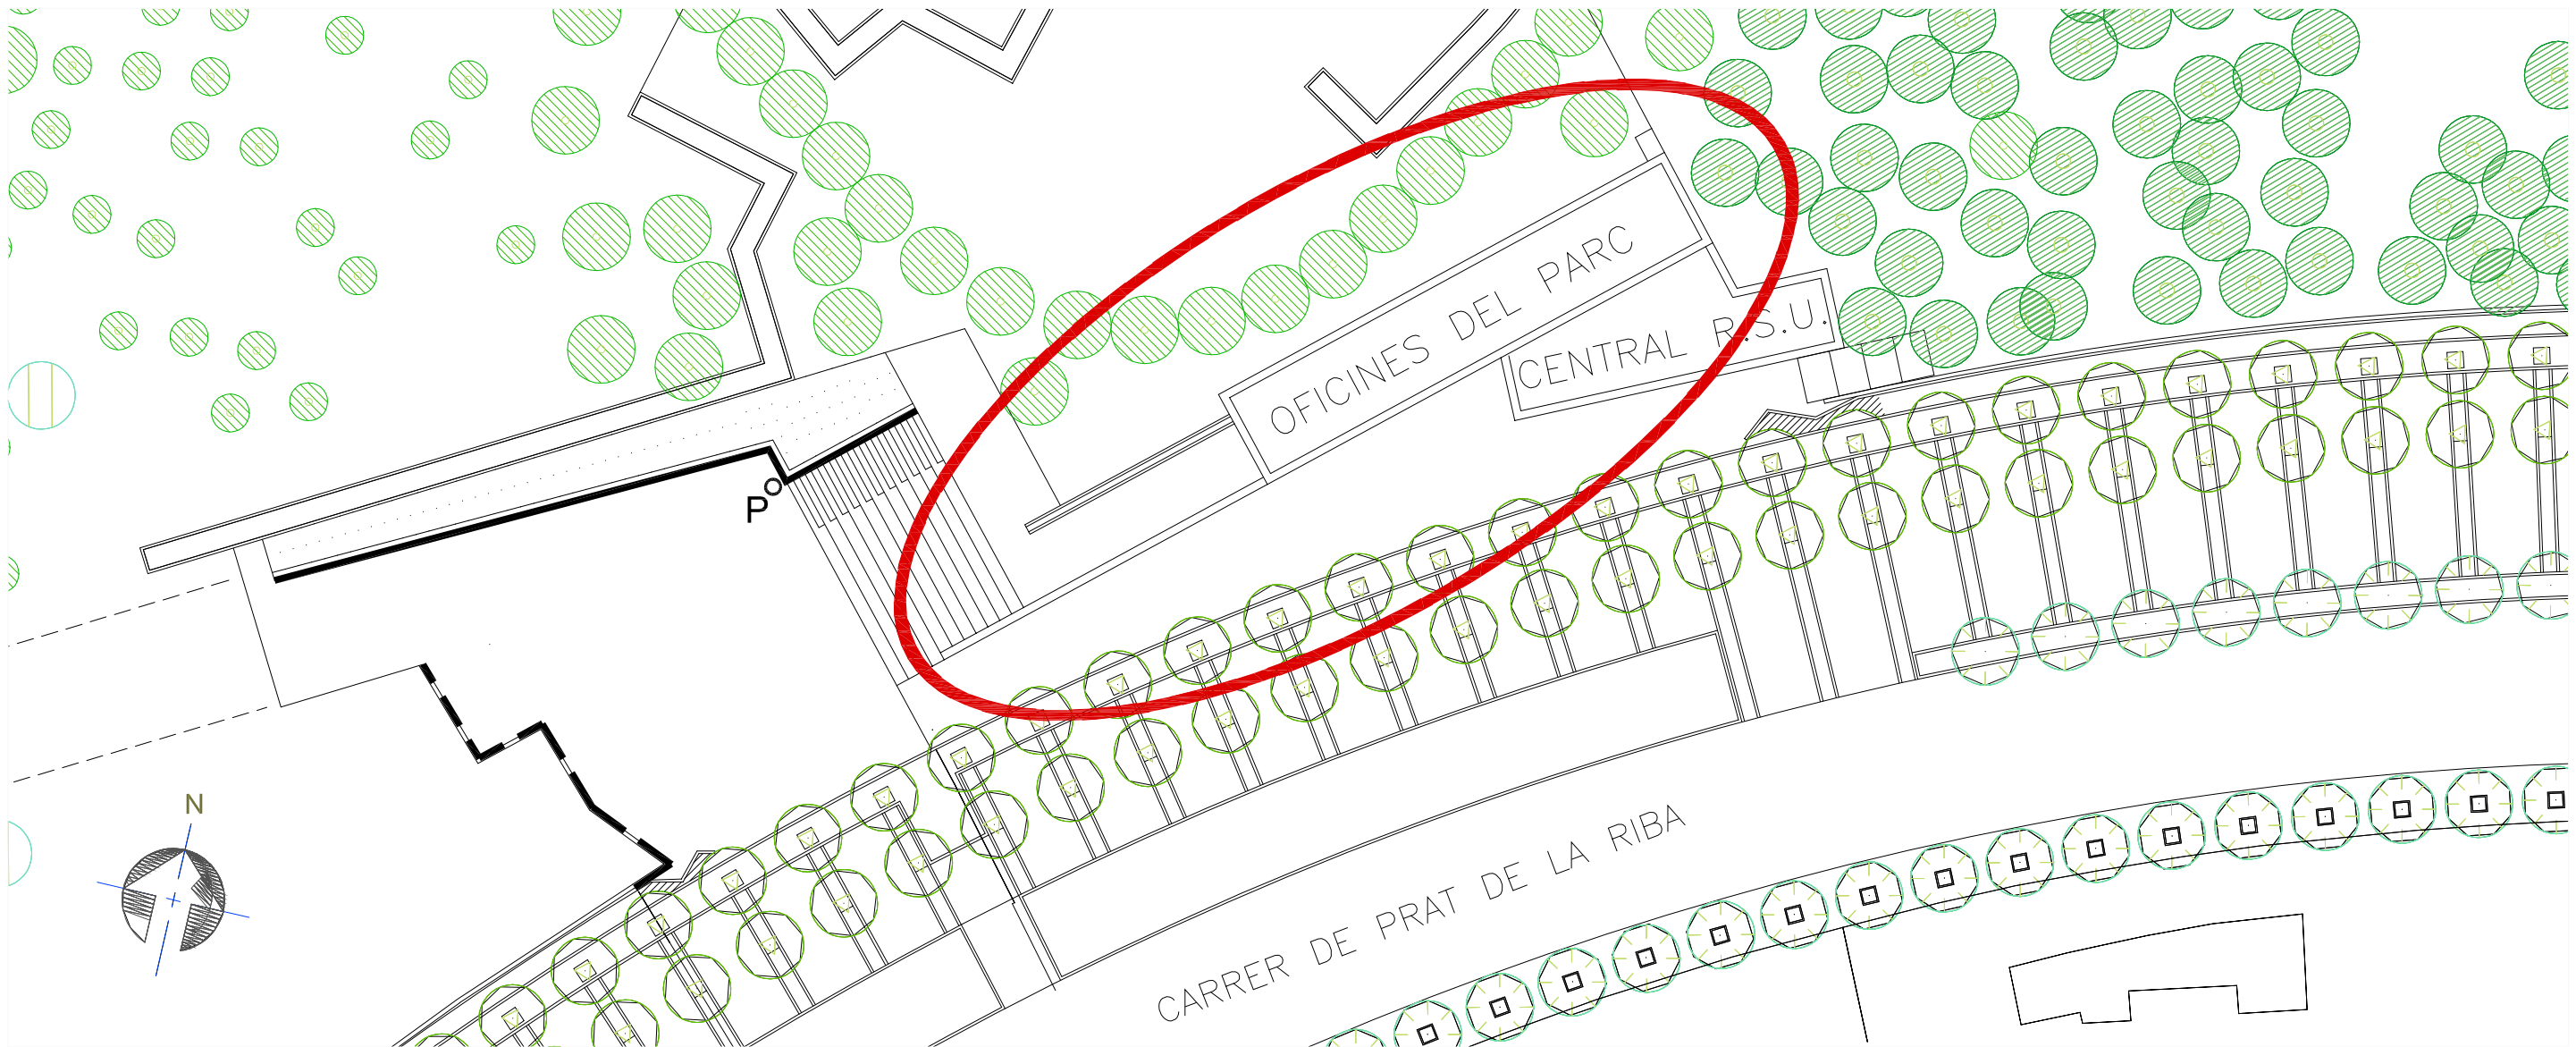 OFICINES DEL PARC
CENTRAL R.S.U.
P
N
CARRER DE PRAT DE LA RIBA